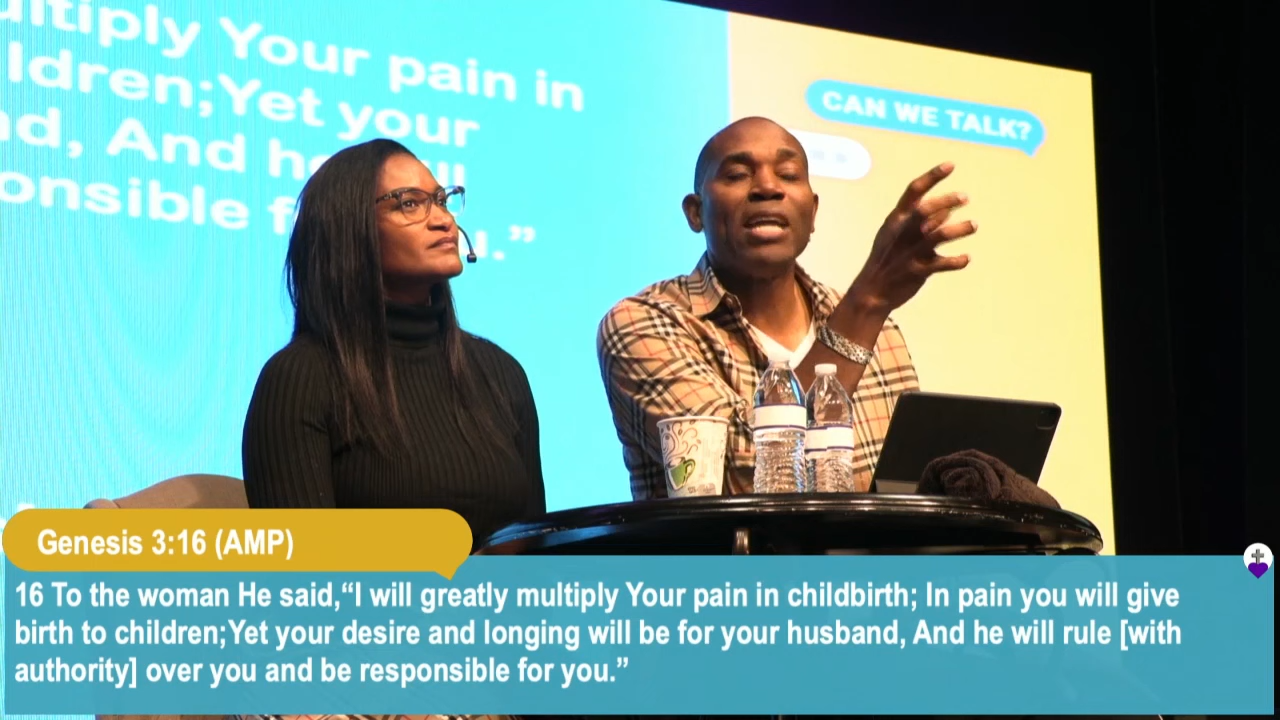 ultiply Your pain in
ldren;Yet your
nd, And he will
onsible f u.”
CAN WE TALK?
Genesis 3:16 (AMP)
16 To the woman He said,“I will greatly multiply Your pain in childbirth; In pain you will give
birth to children;Yet your desire and longing will be for your husband, And he will rule [with
authority] over you and be responsible for you.”